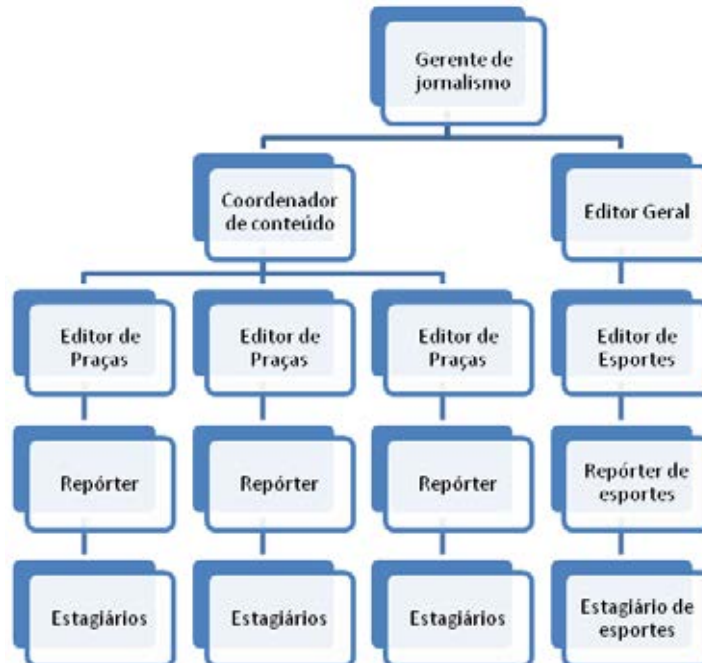 Gerente de
jornalismo
Coordenador
de conteúdo
Editor Geral
Editor de
Praças
Editor de
Praças
Editor de
Praças
Editor de
Esportes
Repórter
Repórter
Repórter
Repórter de
esportes
Estagiários
Estagiários
Estagiários
Estagiário de
esportes